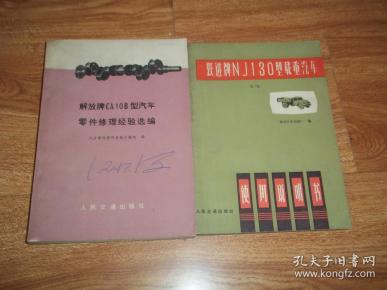 解放牌CA10B型汽车
零件修理经验选编
人民交通出版社
跃进牌NJ130型载重汽车
使用说明书
人民交通出版社
孔夫子旧书网